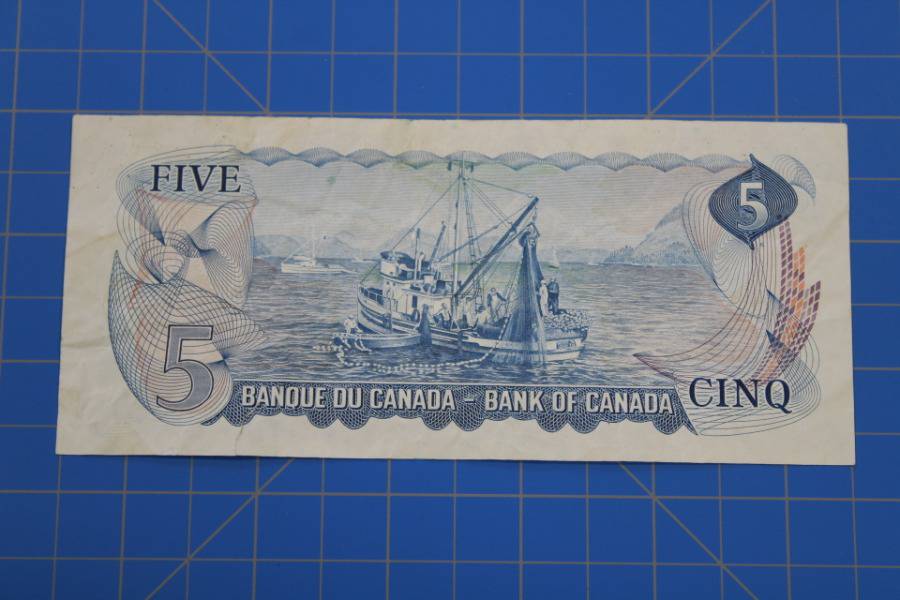 FIVE
5
5
BANQUE DU CANADA - BANK OF CANADA
CINQ